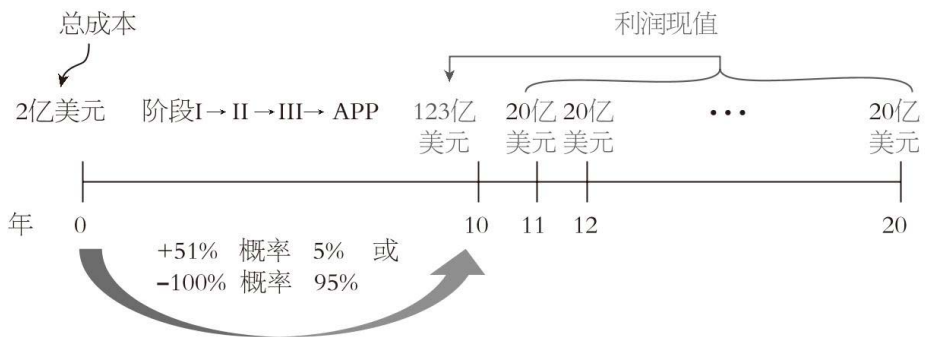 总成本
利润现值
2亿美元 阶段I→II→III→ APP 123亿美元 20亿美元 20亿美元 ••• 20亿美元
年 0 10 11 12 20
+51% 概率 5% 或
–100% 概率 95%